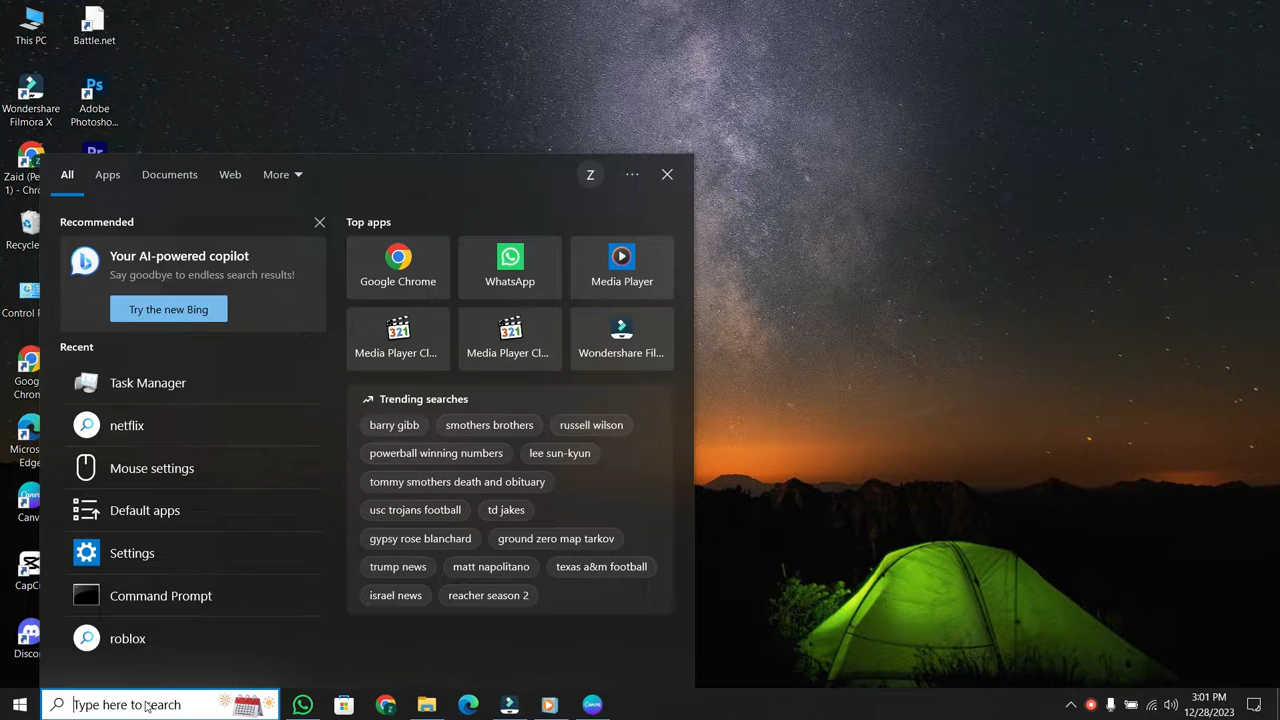 This PC
Battle.net
Wondershare
Filmora X
Adobe
Photosho...
Zaid (Pe
1) - Chro
Recycle
Control P
Goog
Chrom
Micros
Edge
Canv
CapC
Disco
All
Apps
Documents
Web
More
Z
Recommended
Your AI-powered copilot
Say goodbye to endless search results!
Try the new Bing
Recent
Task Manager
netflix
Mouse settings
Default apps
Settings
Command Prompt
roblox
Top apps
Google Chrome
WhatsApp
Media Player
321
Media Player Cl...
321
Media Player Cl...
Wondershare Fil...
Trending searches
barry gibb
smothers brothers
russell wilson
powerball winning numbers
lee sun-kyun
tommy smothers death and obituary
usc trojans football
td jakes
gypsy rose blanchard
ground zero map tarkov
trump news
matt napolitano
texas a&m football
israel news
reacher season 2
Type here to search
3:01 PM
12/28/2023